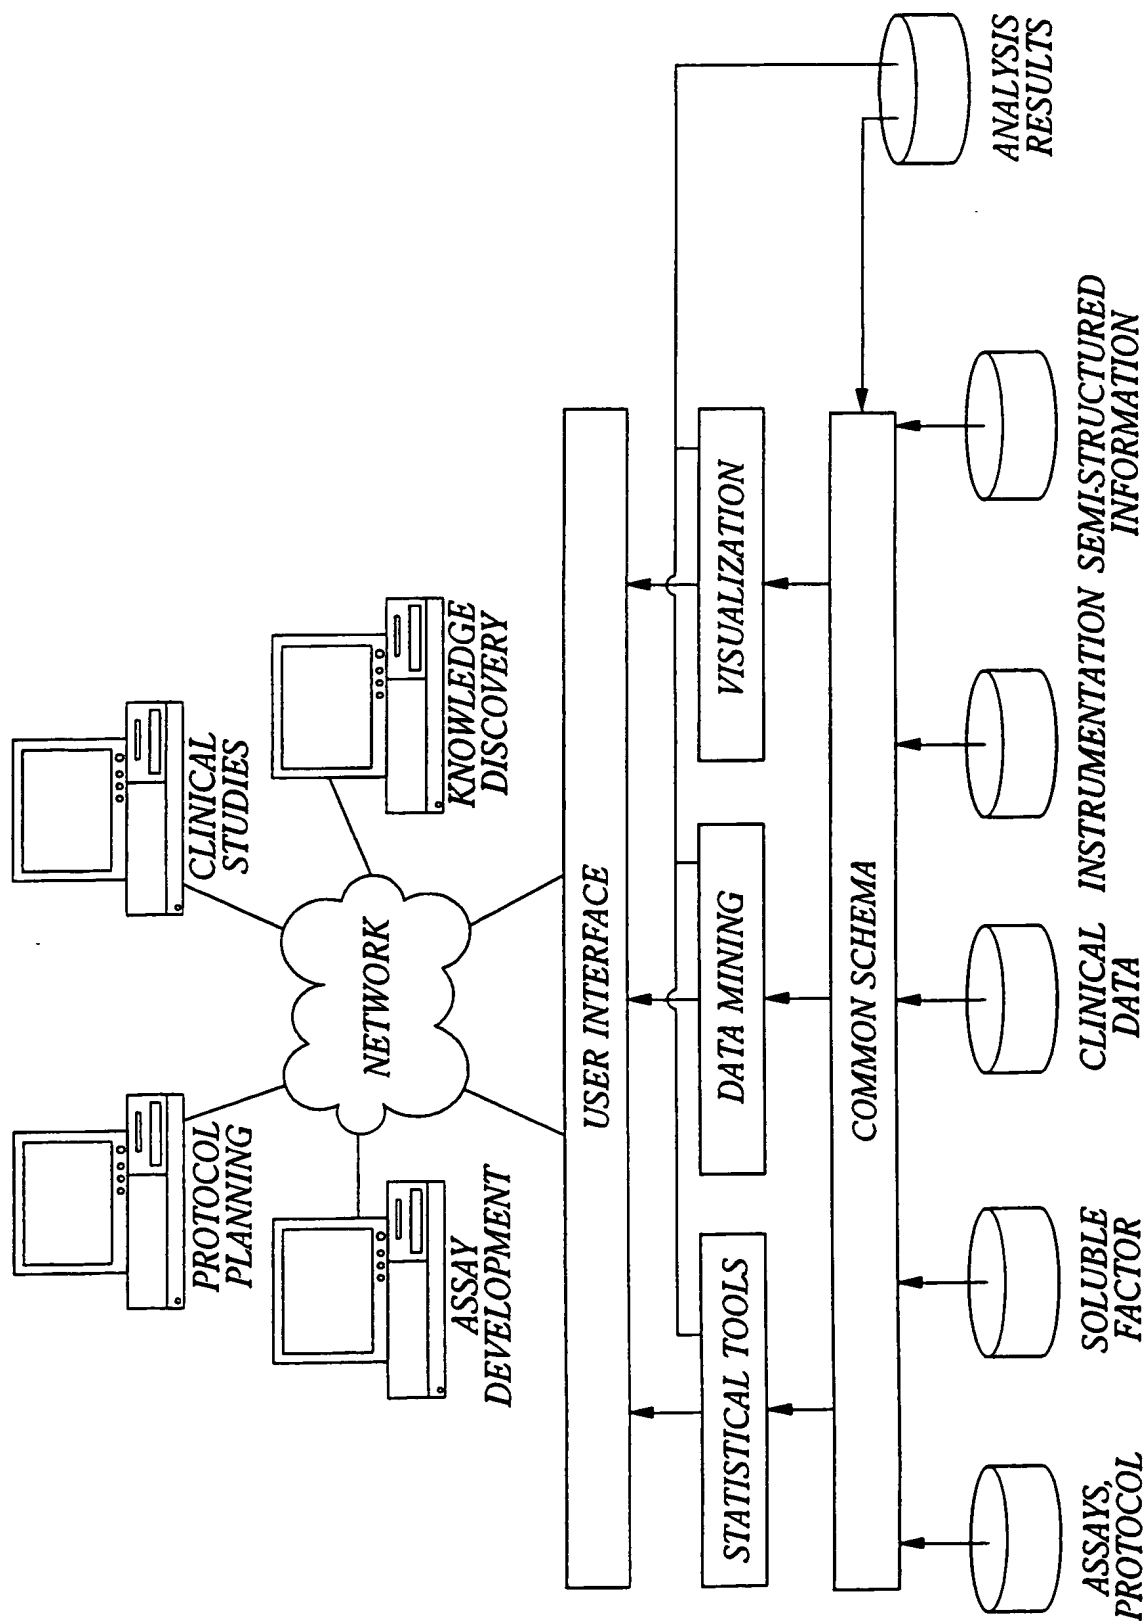 PROTOCOL
PLANNING
CLINICAL
STUDIES
ASSAY
DEVELOPMENT
KNOWLEDGE
DISCOVERY
NETWORK
USER INTERFACE
STATISTICAL TOOLS
DATA MINING
VISUALIZATION
COMMON SCHEMA
ANALYSIS
RESULTS
ASSAYS,
PROTOCOL
SOLUBLE
FACTOR
CLINICAL
DATA
INSTRUMENTATION
SEMI-STRUCTURED
INFORMATION